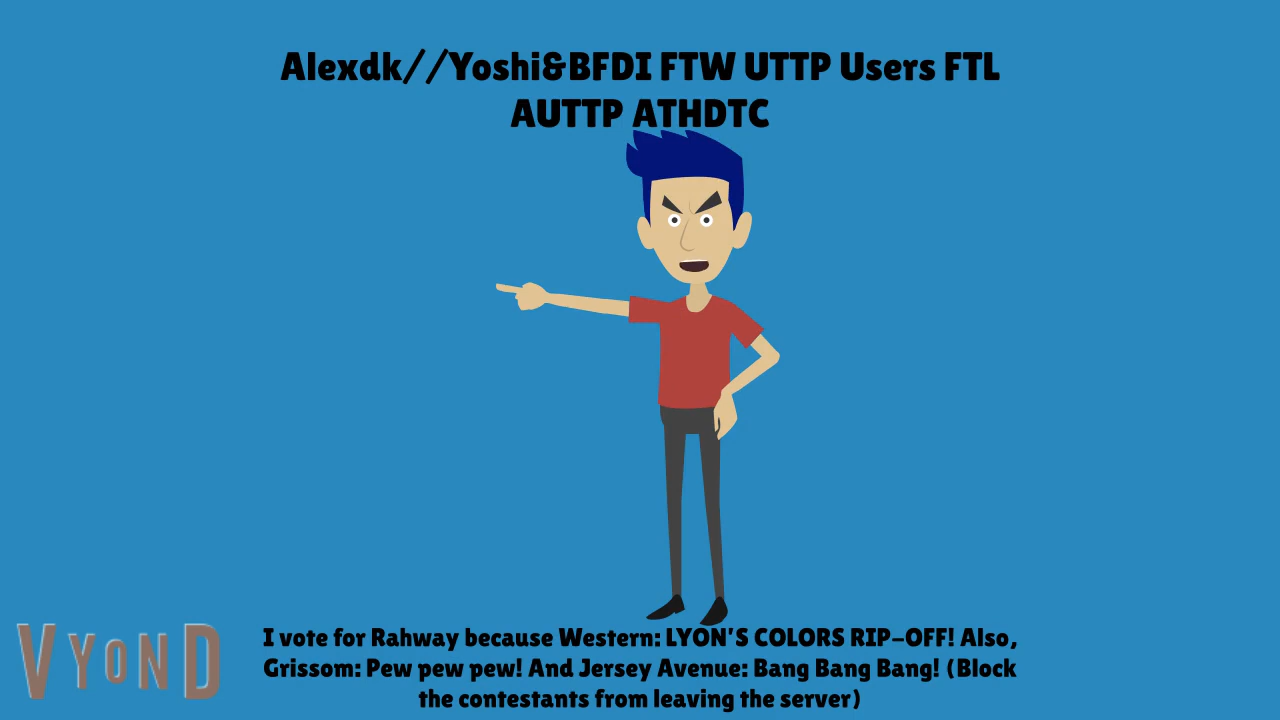 Alexdk//Yoshi&BFDI FTW UTTP Users FTL
AUTTP ATHDTC
I vote for Rahway because Western: LYON'S COLORS RIP-OFF! Also,
Grissom: Pew pew pew! And Jersey Avenue: Bang Bang Bang! (Block
the contestants from leaving the server)
VYOND